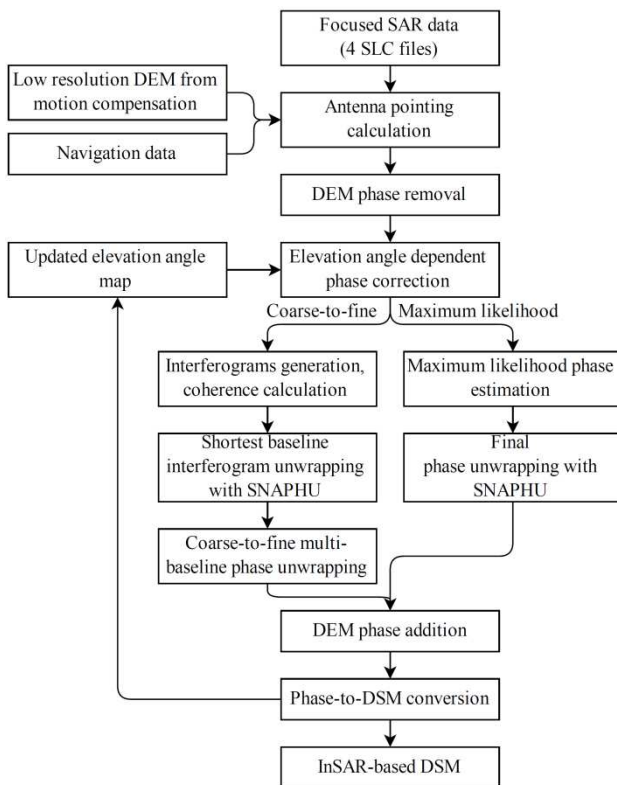 Focused SAR data
(4 SLC files)
Low resolution DEM from
motion compensation
Antenna pointing
calculation
Navigation data
DEM phase removal
Updated elevation angle
map
Elevation angle dependent
phase correction
Coarse-to-fine
Maximum likelihood
Interferograms generation,
coherence calculation
Maximum likelihood phase
estimation
Shortest baseline
interferogram unwrapping
with SNAPHU
Final
phase unwrapping with
SNAPHU
Coarse-to-fine multi-
baseline phase unwrapping
DEM phase addition
Phase-to-DSM conversion
InSAR-based DSM